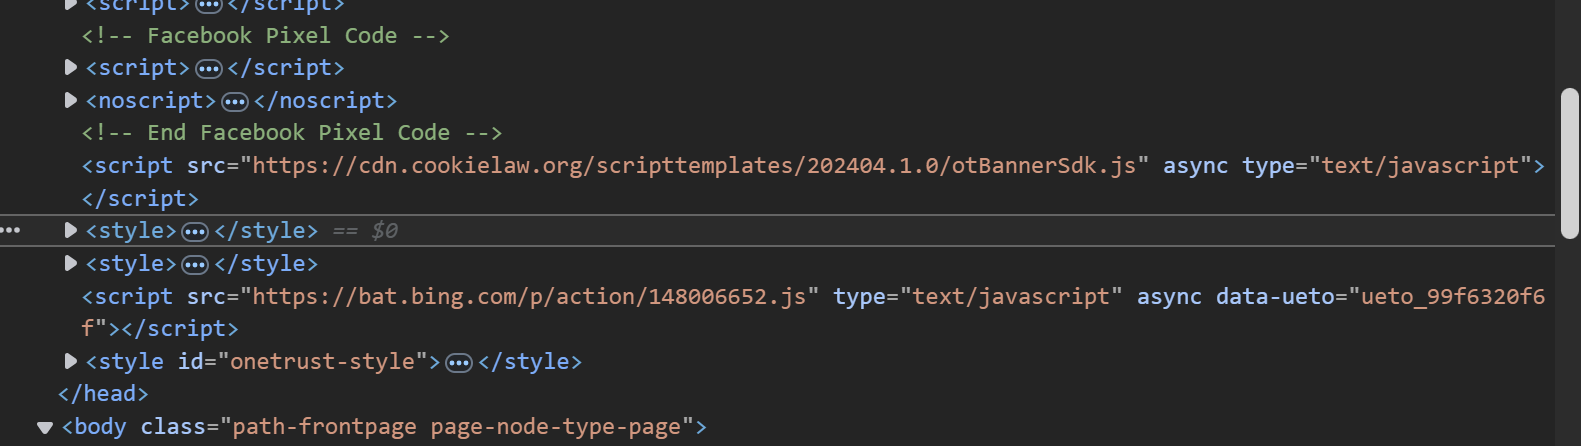 <script>•••</script>
<!-- Facebook Pixel Code -->
<script>•••</script>
<noscript>•••</noscript>
<!-- End Facebook Pixel Code -->
<script src="https://cdn.cookielaw.org/scripttemplates/202404.1.0/otBannerSdk.js" async type="text/javascript">
</script>
••• <style>•••</style> == $0
<style>•••</style>
<script src="https://bat.bing.com/p/action/148006652.js" type="text/javascript" async data-ueto="ueto_99f6320f6
f"></script>
<style id="onetrust-style">•••</style>
</head>
<body class="path-frontpage page-node-type-page">